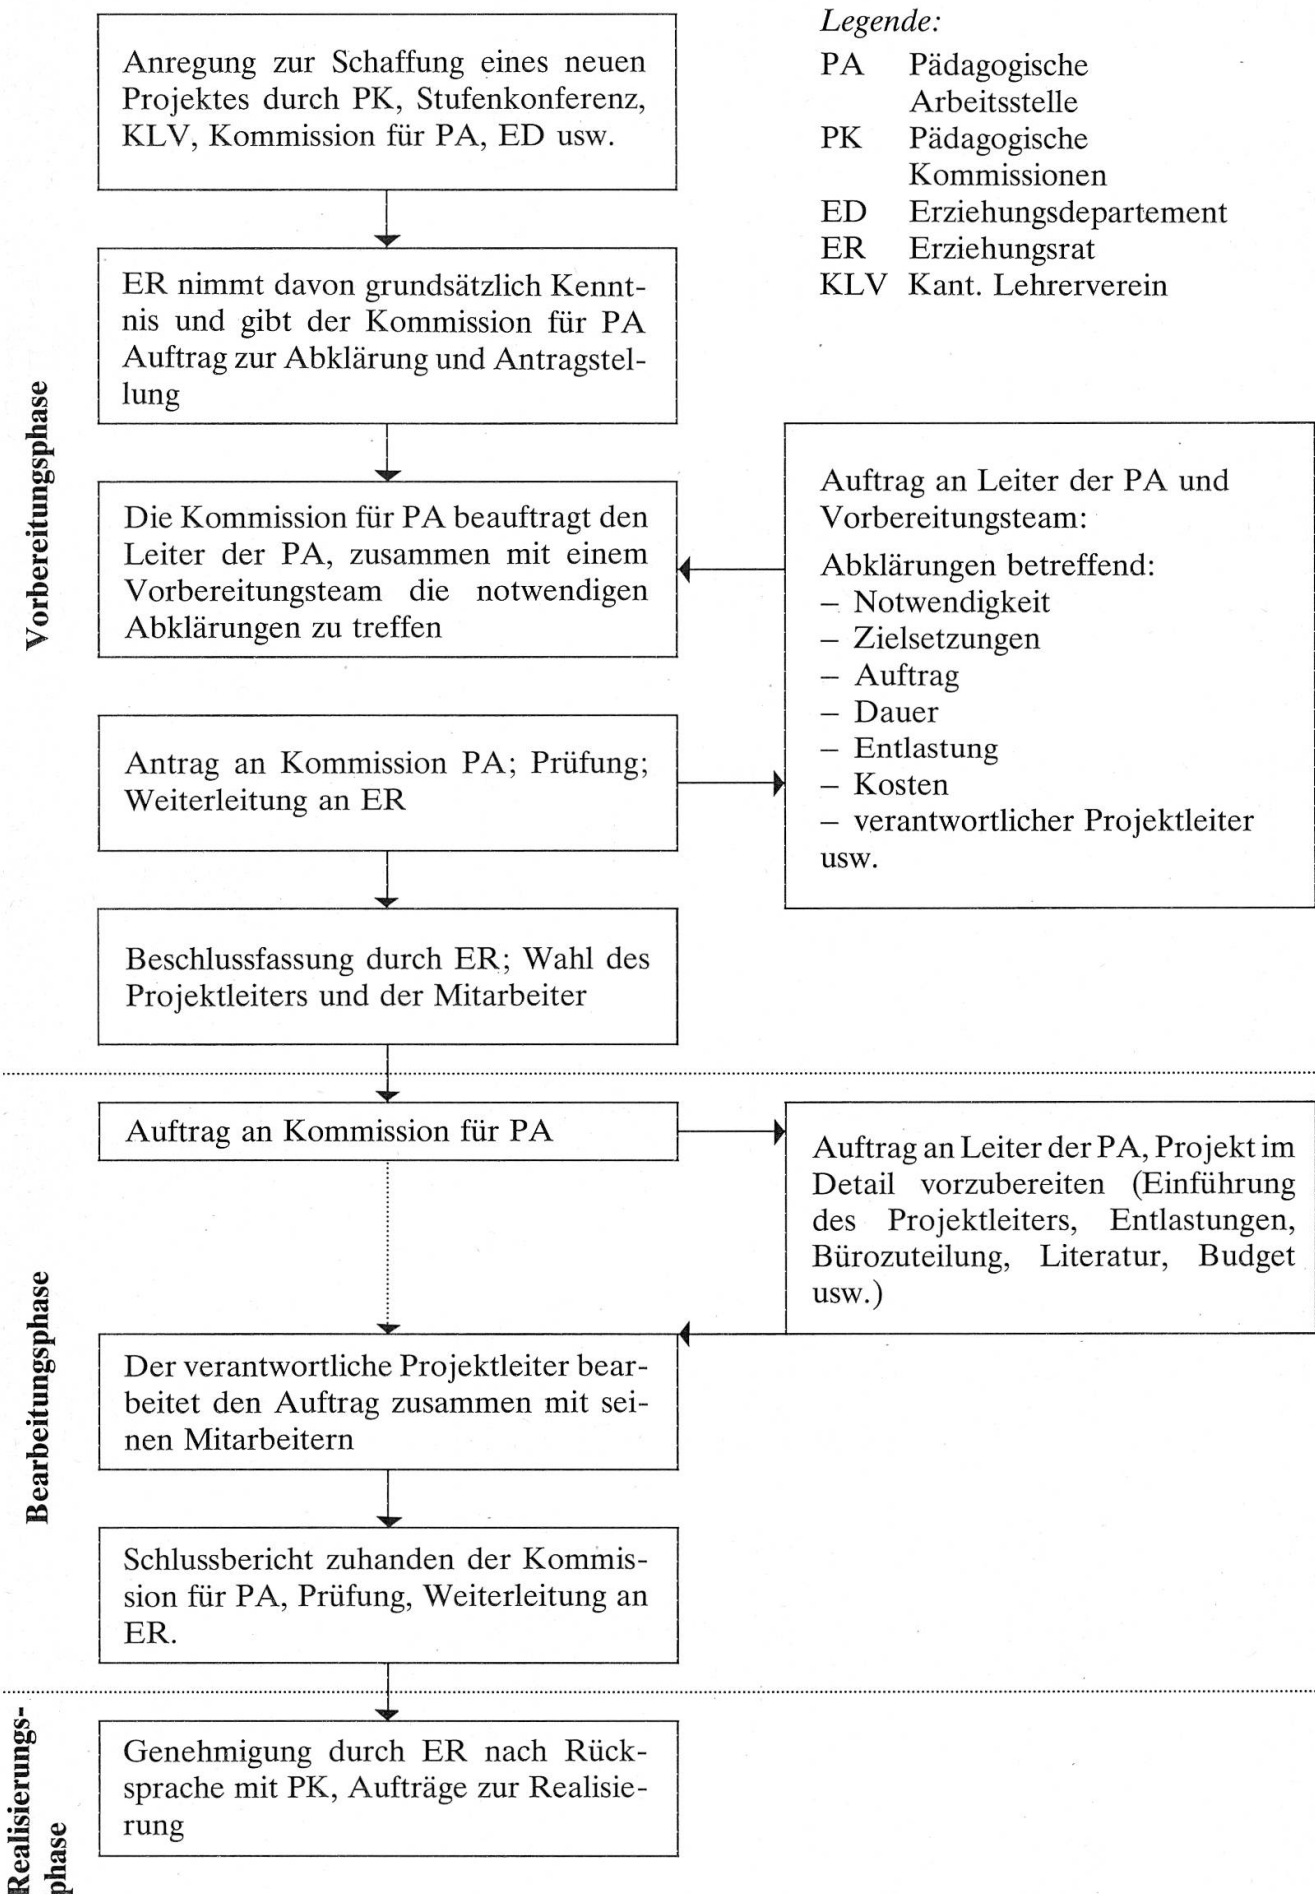 Anregung zur Schaffung eines neuen
Projektes durch PK, Stufenkonferenz,
KLV, Kommission für PA, ED usw.
Legende:
PA Pädagogische
Arbeitsstelle
PK Pädagogische
Kommissionen
ED Erziehungsdepartement
ER Erziehungsrat
KLV Kant. Lehrerverein
Vorbereitungsphase
ER nimmt davon grundsätzlich Kennt-
nis und gibt der Kommission für PA
Auftrag zur Abklärung und Antragstel-
lung
Die Kommission für PA beauftragt den
Leiter der PA, zusammen mit einem
Vorbereitungsteam die notwendigen
Abklärungen zu treffen
Auftrag an Leiter der PA und
Vorbereitungsteam:
Abklärungen betreffend:
– Notwendigkeit
– Zielsetzungen
– Auftrag
– Dauer
– Entlastung
– Kosten
– verantwortlicher Projektleiter
usw.
Antrag an Kommission PA; Prüfung;
Weiterleitung an ER
Beschlussfassung durch ER; Wahl des
Projektleiters und der Mitarbeiter
Bearbeitungsphase
Auftrag an Kommission für PA
Auftrag an Leiter der PA, Projekt im
Detail vorzubereiten (Einführung
des Projektleiters, Entlastungen,
Bürozuteilung, Literatur, Budget
usw.)
Der verantwortliche Projektleiter bear-
beitet den Auftrag zusammen mit sei-
nen Mitarbeitern
Schlussbericht zuhanden der Kommis-
sion für PA, Prüfung, Weiterleitung an
ER.
Realisierungs-
phase
Genehmigung durch ER nach Rück-
sprache mit PK, Aufträge zur Realisie-
rung